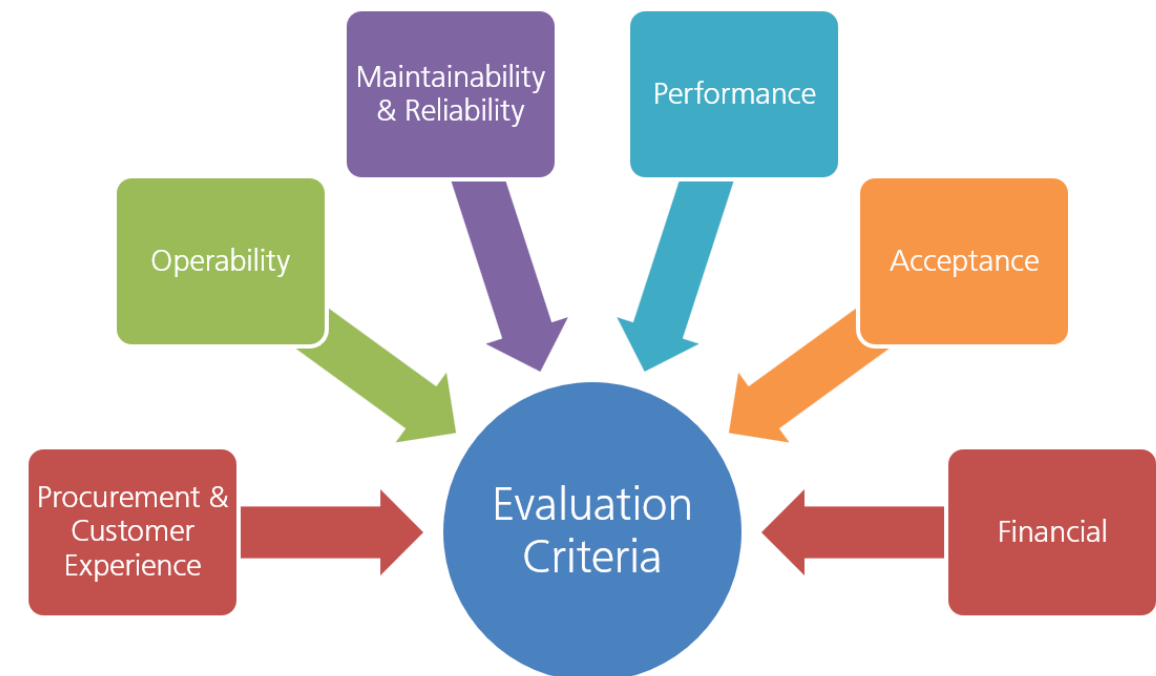 Maintainability
& Reliability
Performance
Operability
Acceptance
Procurement &
Customer
Experience
Evaluation
Criteria
Financial